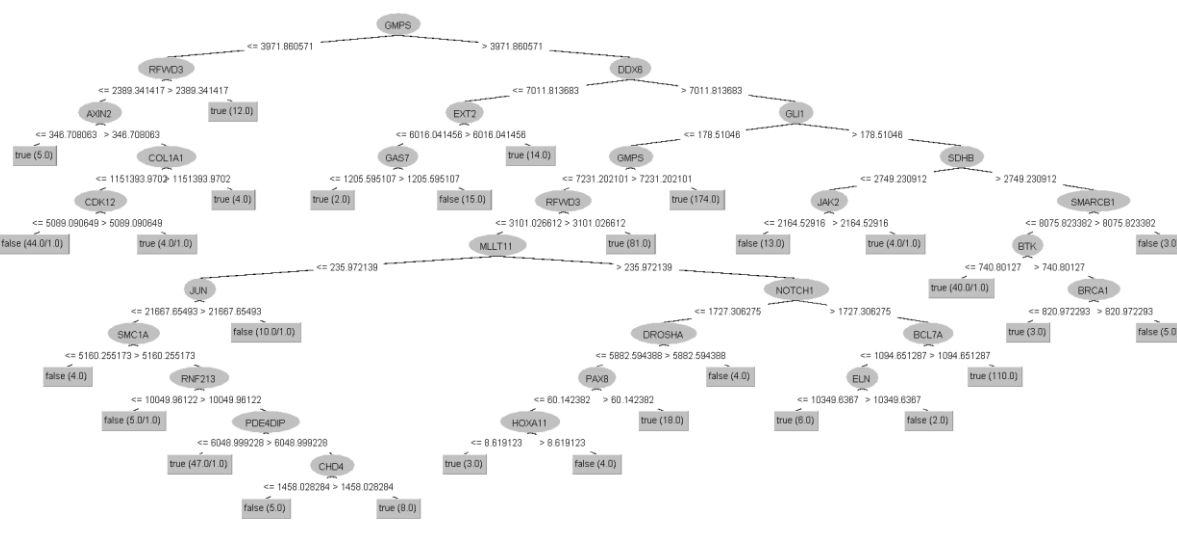 GMPS
<= 3971.860571 > 3971.860571
RFWD3 DDX6
<= 2389.341417 > 2389.341417 <= 7011.813683 > 7011.813683
AXIN2 true (12.0) EXT2 GLI1
<= 346.708063 > 346.708063 <= 6016.041456 > 6016.041456 <= 178.51046 > 178.51046
true (5.0) COL1A1 GAS7 true (14.0) GMPS SDHB
<= 1151393.9702 > 1151393.9702 <= 1205.595107 > 1205.595107 <= 7231.202101 > 7231.202101 <= 2749.230912 > 2749.230912
CDK12 true (4.0) true (2.0) false (15.0) RFWD3 true (174.0) JAK2 SMARCB1
<= 5089.090649 > 5089.090649 <= 3101.026612 > 3101.026612 <= 2164.52916 > 2164.52916 <= 8075.823382 > 8075.823382
false (44.0/1.0) true (4.0/1.0) MLLT11 true (81.0) false (13.0) true (4.0/1.0) BTK false (3.0)
<= 235.972139 > 235.972139 <= 740.80127 > 740.80127
JUN NOTCH1 true (40.0/1.0) BRCA1
<= 21667.65493 > 21667.65493 <= 1727.306275 > 1727.306275 <= 820.972293 > 820.972293
SMC1A false (10.0/1.0) DROSHA BCL7A true (3.0) false (5.0)
<= 5160.255173 > 5160.255173 <= 5882.594388 > 5882.594388 <= 1094.651287 > 1094.651287
false (4.0) RNF213 PAX8 false (4.0) ELN true (110.0)
<= 10049.96122 > 10049.96122 <= 60.142382 > 60.142382 <= 10349.6367 > 10349.6367
false (5.0/1.0) PDE4DIP HOXA11 true (18.0) true (6.0) false (2.0)
<= 6048.999228 > 6048.999228 <= 8.619123 > 8.619123
true (47.0/1.0) CHD4 true (3.0) false (4.0)
<= 1458.028284 > 1458.028284
false (5.0) true (8.0)